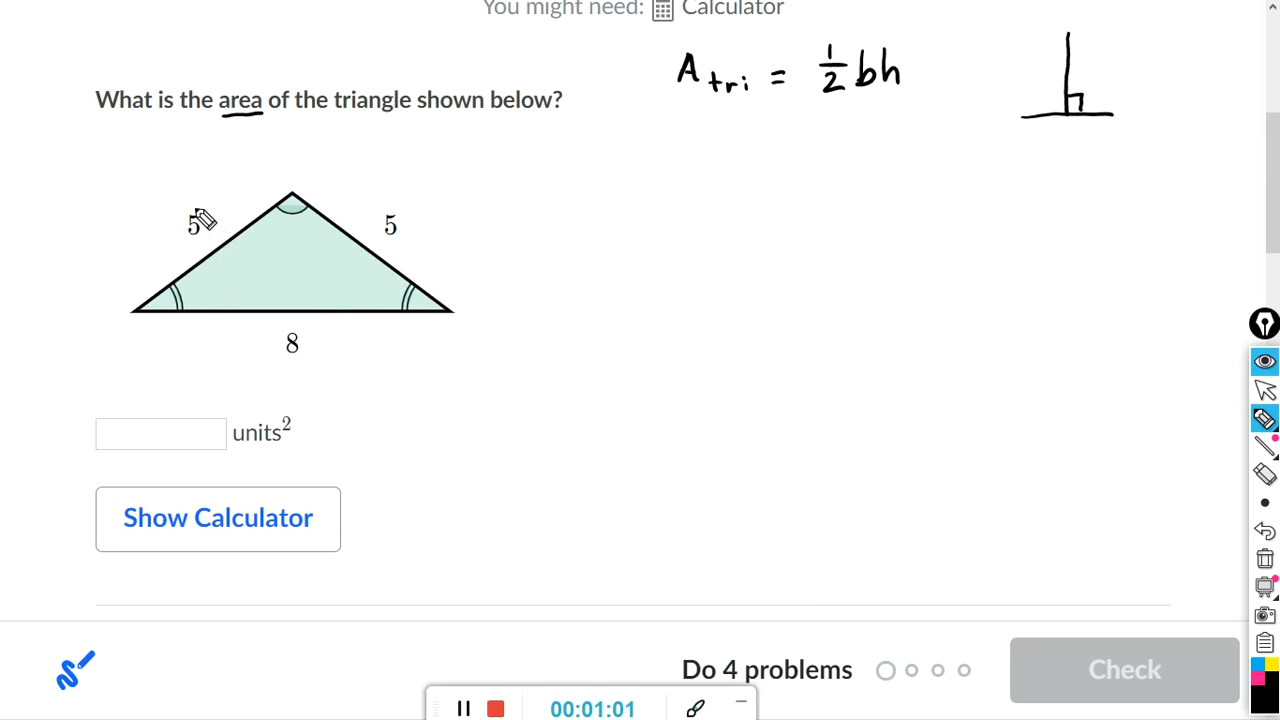 You might need: Calculator
A tri = 1/2 bh
What is the area of the triangle shown below?
5 5
8
units²
Show Calculator
Do 4 problems Check
00:01:01